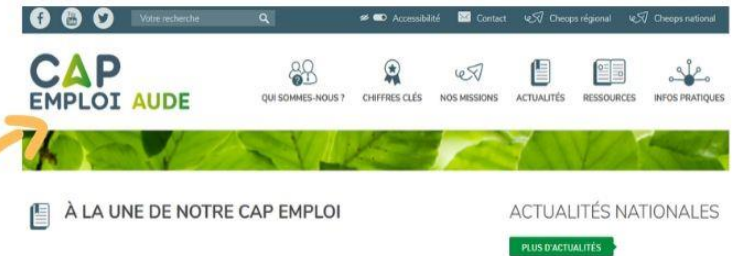 Votre recherche
Accessibilité Contact Cheops régional Cheops national
CAP
EMPLOI AUDE
QUI SOMMES-NOUS ? CHIFFRES CLÉS NOS MISSIONS ACTUALITÉS RESSOURCES INFOS PRATIQUES
À LA UNE DE NOTRE CAP EMPLOI
ACTUALITÉS NATIONALES
PLUS D'ACTUALITÉS